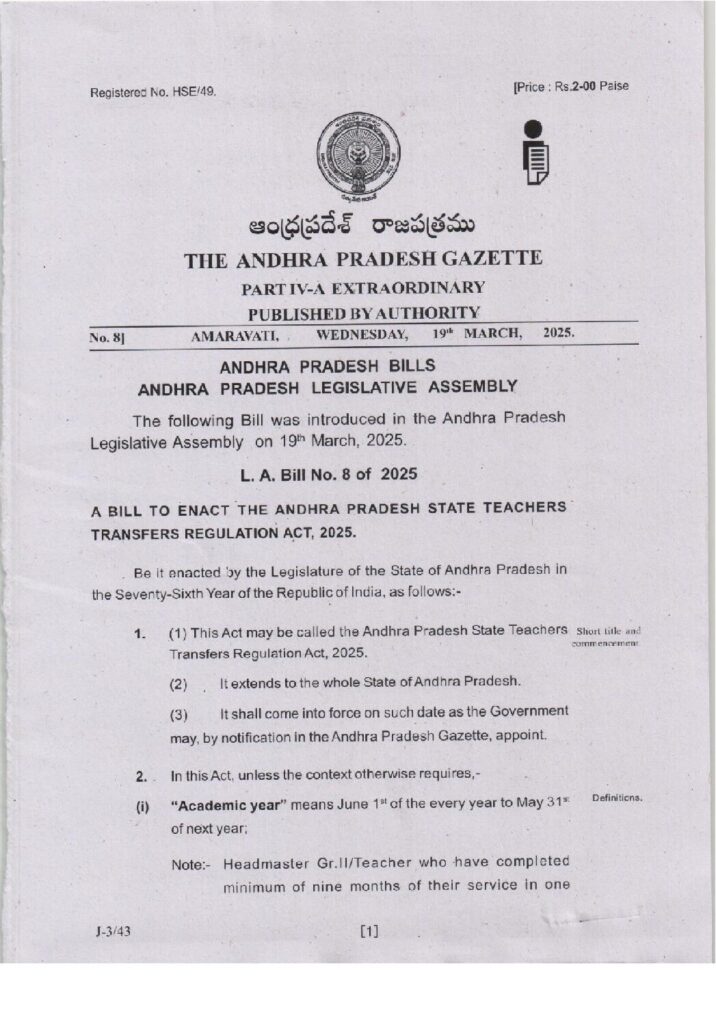 Registered No. HSE/49.
[Price : Rs.2-00 Paise
ఆంధ్రప్రదేశ్ రాజపత్రము
THE ANDHRA PRADESH GAZETTE
PART IV-A EXTRAORDINARY
PUBLISHED BY AUTHORITY
No. 8] AMARAVATI, WEDNESDAY, 19th MARCH, 2025.
ANDHRA PRADESH BILLS
ANDHRA PRADESH LEGISLATIVE ASSEMBLY
The following Bill was introduced in the Andhra Pradesh
Legislative Assembly on 19th March, 2025.
L. A. Bill No. 8 of 2025
A BILL TO ENACT THE ANDHRA PRADESH STATE TEACHERS
TRANSFERS REGULATION ACT, 2025.
Be it enacted by the Legislature of the State of Andhra Pradesh in
the Seventy-Sixth Year of the Republic of India, as follows:-
1. (1) This Act may be called the Andhra Pradesh State Teachers
Transfers Regulation Act, 2025.
Short title and
commencement.
(2) It extends to the whole State of Andhra Pradesh.
(3) It shall come into force on such date as the Government
may, by notification in the Andhra Pradesh Gazette, appoint.
2. In this Act, unless the context otherwise requires,-
(i) “Academic year” means June 1st of the every year to May 31st
of next year;
Definitions.
Note:- Headmaster Gr.II/Teacher who have completed
minimum of nine months of their service in one
J-3/43
[1]